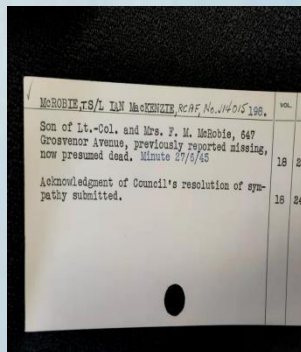 McROBIE,T.S/L IAN MacKENZIE, RCAF, No. J14015 198.
VOL.
Son of Lt.-Col. and Mrs. F. M. McRobie, 647
Grosvenor Avenue, previously reported missing,
now presumed dead. Minute 27/6/45
18
Acknowledgment of Council's resolution of sym-
pathy submitted.
18